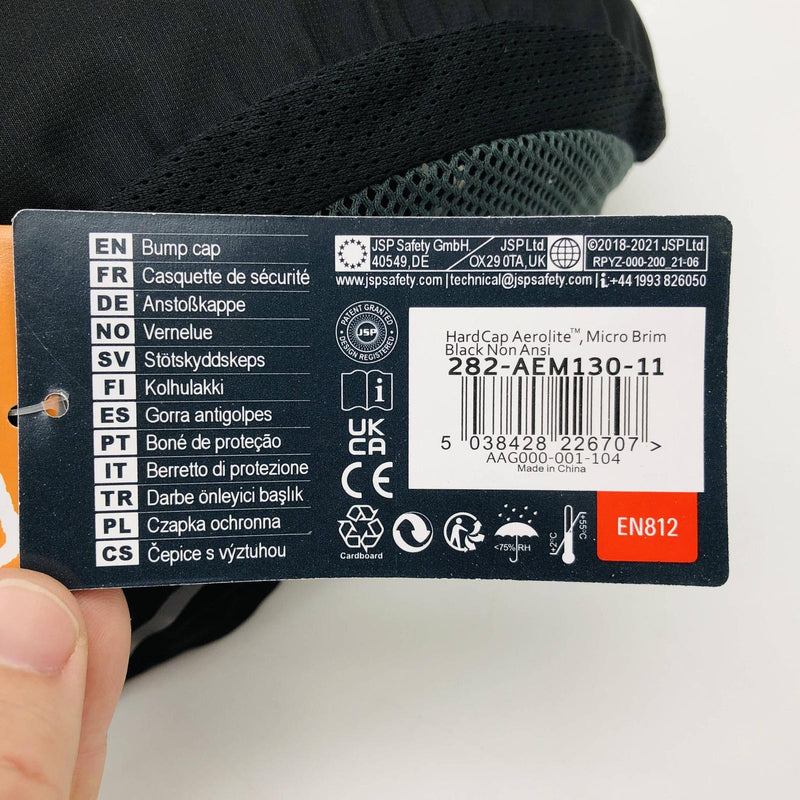 EN Bump cap
FR Casquette de sécurité
DE Anstoßkappe
NO Vernelue
SV Stötskyddskeps
FI Kolhulakki
ES Gorra antigolpes
PT Boné de proteção
IT Berretto di protezione
TR Darbe önleyici başlık
PL Czapka ochronna
CS Čepice s výztuhou
JSP Safety GmbH
40549, DE
JSP Ltd.
OX29 0TA, UK
©2018-2021 JSP Ltd.
RPYZ-000-200_21-06
www.jspsafety.com | technical@jspsafety.com | i:+44 1993 826050
PATENT GRANTED
JSP
DESIGN REGISTERED
i
UK
CA
CE
HardCap Aerolite™, Micro Brim
Black Non Ansi
282-AEM130-11
5 038428 226707 >
AAG000-001-104
Made in China
Cardboard
<75% RH
L+2°C
L+55°C
EN812